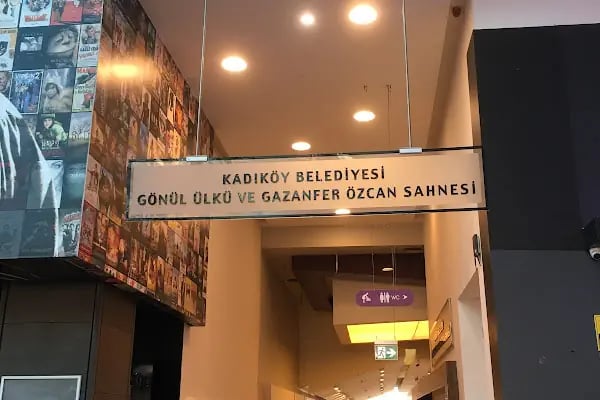 KADIKÖY BELEDİYESİ
GÖNÜL ÜLKÜ VE GAZANFER ÖZCAN SAHNESİ
WC